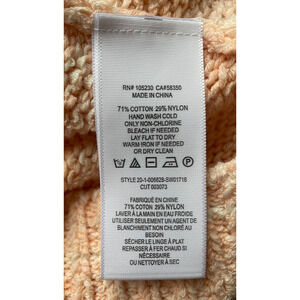 RN# 105230 CA#58350
MADE IN CHINA
71% COTTON 29% NYLON
HAND WASH COLD
ONLY NON-CHLORINE
BLEACH IF NEEDED
LAY FLAT TO DRY
WARM IRON IF NEEDED
OR DRY CLEAN
STYLE 20-1-006828-SW01716
CUT 003073
FABRIQUÉ EN CHINE
71% COTON 29% NYLON
LAVER À LA MAIN EN EAU FROIDE
UTILISER SEULEMENT UN AGENT DE
BLANCHIMENT NON CHLORÉ AU
BESOIN
SÉCHER LE LINGE À PLAT
REPASSER À FER CHAUD SI
NÉCESSAIRE
OU NETTOYER À SEC